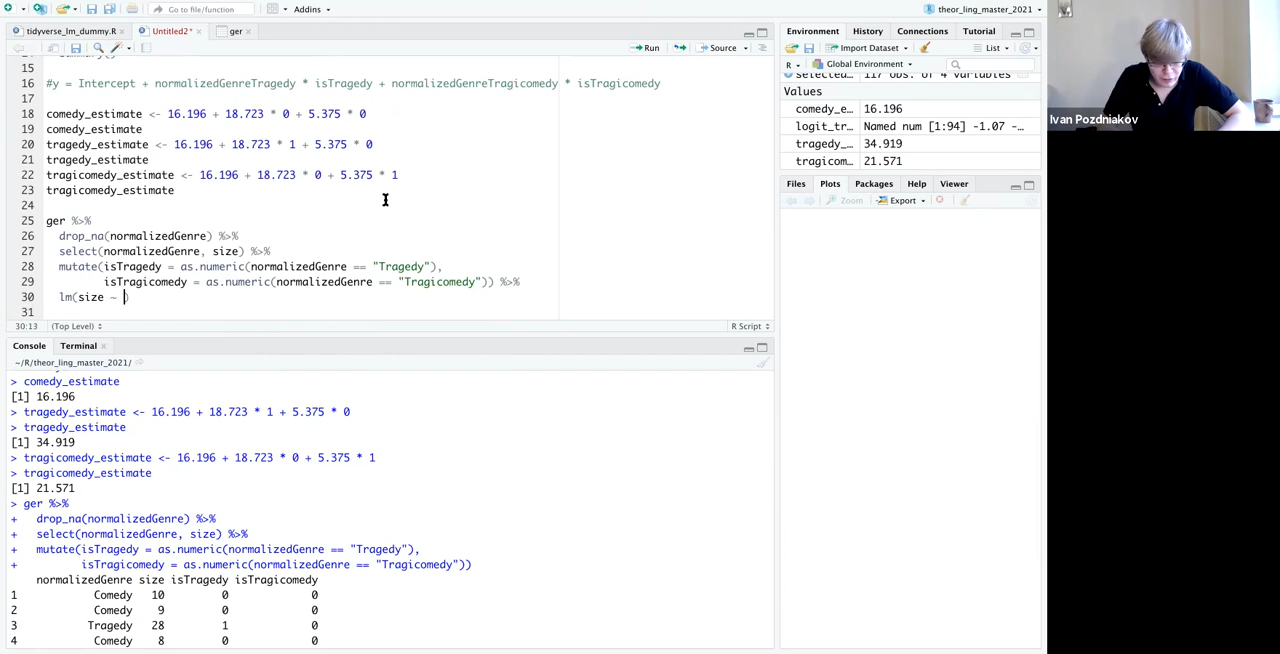 Go to file/function
Addins
theor_ling_master_2021
tidyverse_lm_dummy.R
Untitled2*
ger
Run
Source
15
16 #y = Intercept + normalizedGenreTragedy * isTragedy + normalizedGenreTragicomedy * isTragicomedy
17
18 comedy_estimate <- 16.196 + 18.723 * 0 + 5.375 * 0
19 comedy_estimate
20 tragedy_estimate <- 16.196 + 18.723 * 1 + 5.375 * 0
21 tragedy_estimate
22 tragicomedy_estimate <- 16.196 + 18.723 * 0 + 5.375 * 1
23 tragicomedy_estimate
24
25 ger %>%
26 drop_na(normalizedGenre) %>%
27 select(normalizedGenre, size) %>%
28 mutate(isTragedy = as.numeric(normalizedGenre == "Tragedy"),
29 isTragicomedy = as.numeric(normalizedGenre == "Tragicomedy")) %>%
30 lm(size ~ )
31
30:13 (Top Level) R Script
Console Terminal
~/R/theor_ling_master_2021/
> comedy_estimate
[1] 16.196
> tragedy_estimate <- 16.196 + 18.723 * 1 + 5.375 * 0
> tragedy_estimate
[1] 34.919
> tragicomedy_estimate <- 16.196 + 18.723 * 0 + 5.375 * 1
> tragicomedy_estimate
[1] 21.571
> ger %>%
+ drop_na(normalizedGenre) %>%
+ select(normalizedGenre, size) %>%
+ mutate(isTragedy = as.numeric(normalizedGenre == "Tragedy"),
+ isTragicomedy = as.numeric(normalizedGenre == "Tragicomedy"))
normalizedGenre size isTragedy isTragicomedy
1 Comedy 10 0 0
2 Comedy 9 0 0
3 Tragedy 28 1 0
4 Comedy 8 0 0
Environment History Connections Tutorial
Import Dataset List
R Global Environment
selected… 117 obs. of 4 variables
Values
comedy_e… 16.196
logit_tr… Named num [1:94] -1.07 -…
tragedy_… 34.919
tragicom… 21.571
Files Plots Packages Help Viewer
Zoom Export
Ivan Pozdniakov